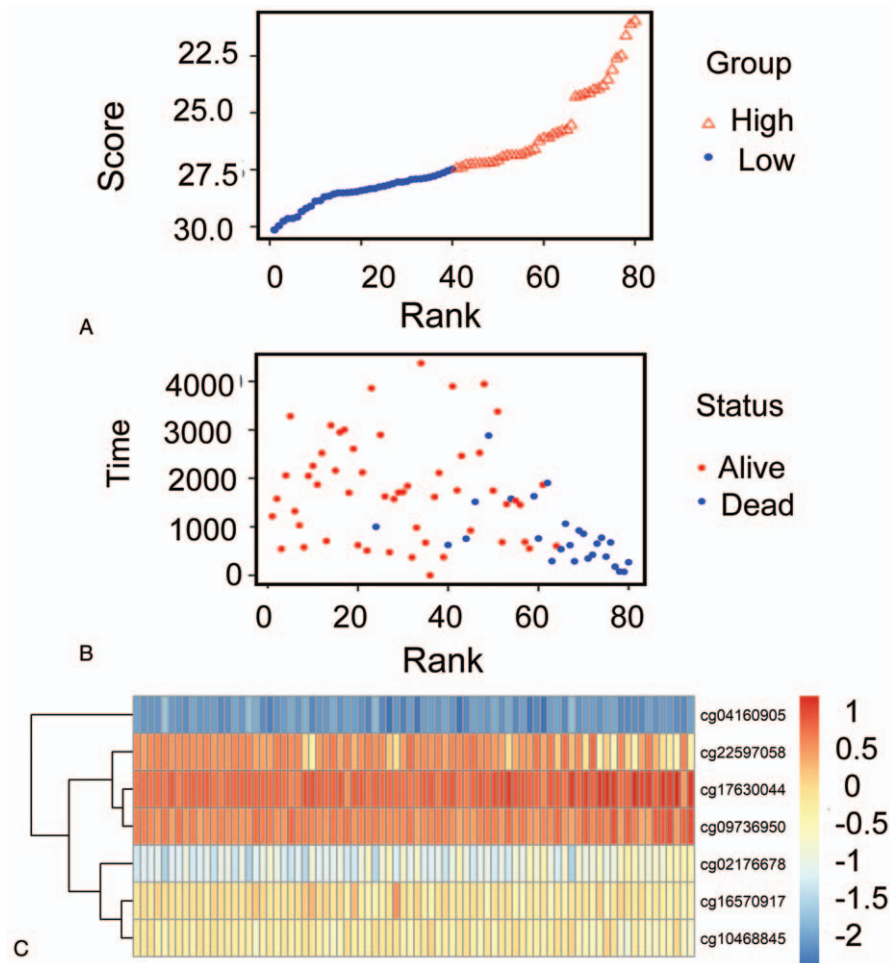 22.5
25.0
27.5
30.0
Score
0 20 40 60 80
Rank
Group
High
Low
A
4000
3000
2000
1000
0
Time
0 20 40 60 80
Rank
Status
Alive
Dead
B
cg04160905
cg22597058
cg17630044
cg09736950
cg02176678
cg16570917
cg10468845
1
0.5
0
-0.5
-1
-1.5
-2
C